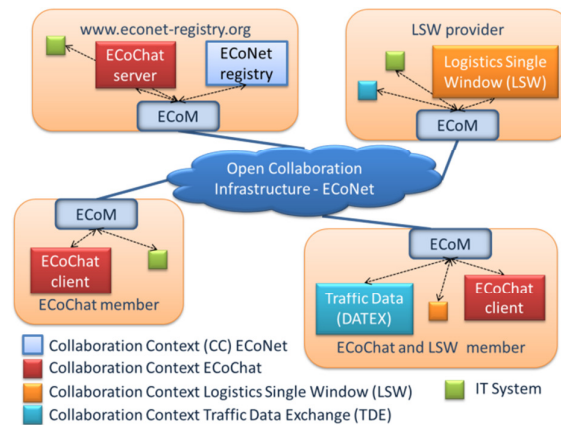 www.econet-registry.org
ECoChat
server
ECoNet
registry
ECoM
LSW provider
Logistics Single
Window (LSW)
ECoM
Open Collaboration
Infrastructure - ECoNet
ECoM
ECoChat
client
ECoChat member
ECoM
Traffic Data
(DATEX)
ECoChat
client
ECoChat and LSW member
Collaboration Context (CC) ECoNet
Collaboration Context ECoChat
Collaboration Context Logistics Single Window (LSW)
Collaboration Context Traffic Data Exchange (TDE)
IT System